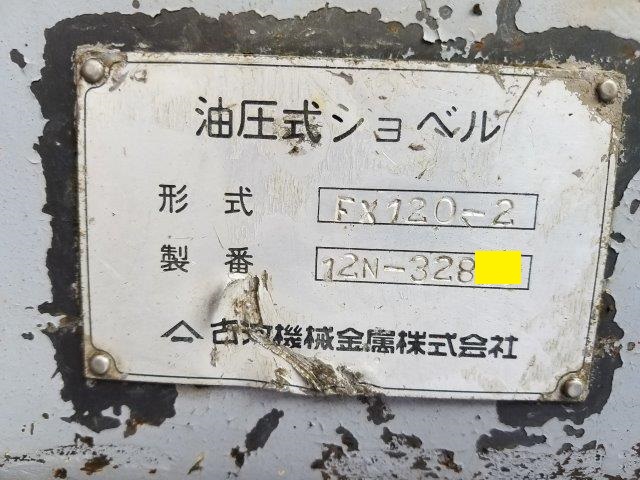 油圧式ショベル
形式 FX120-2
製番 12N-328
古河機械金属株式会社